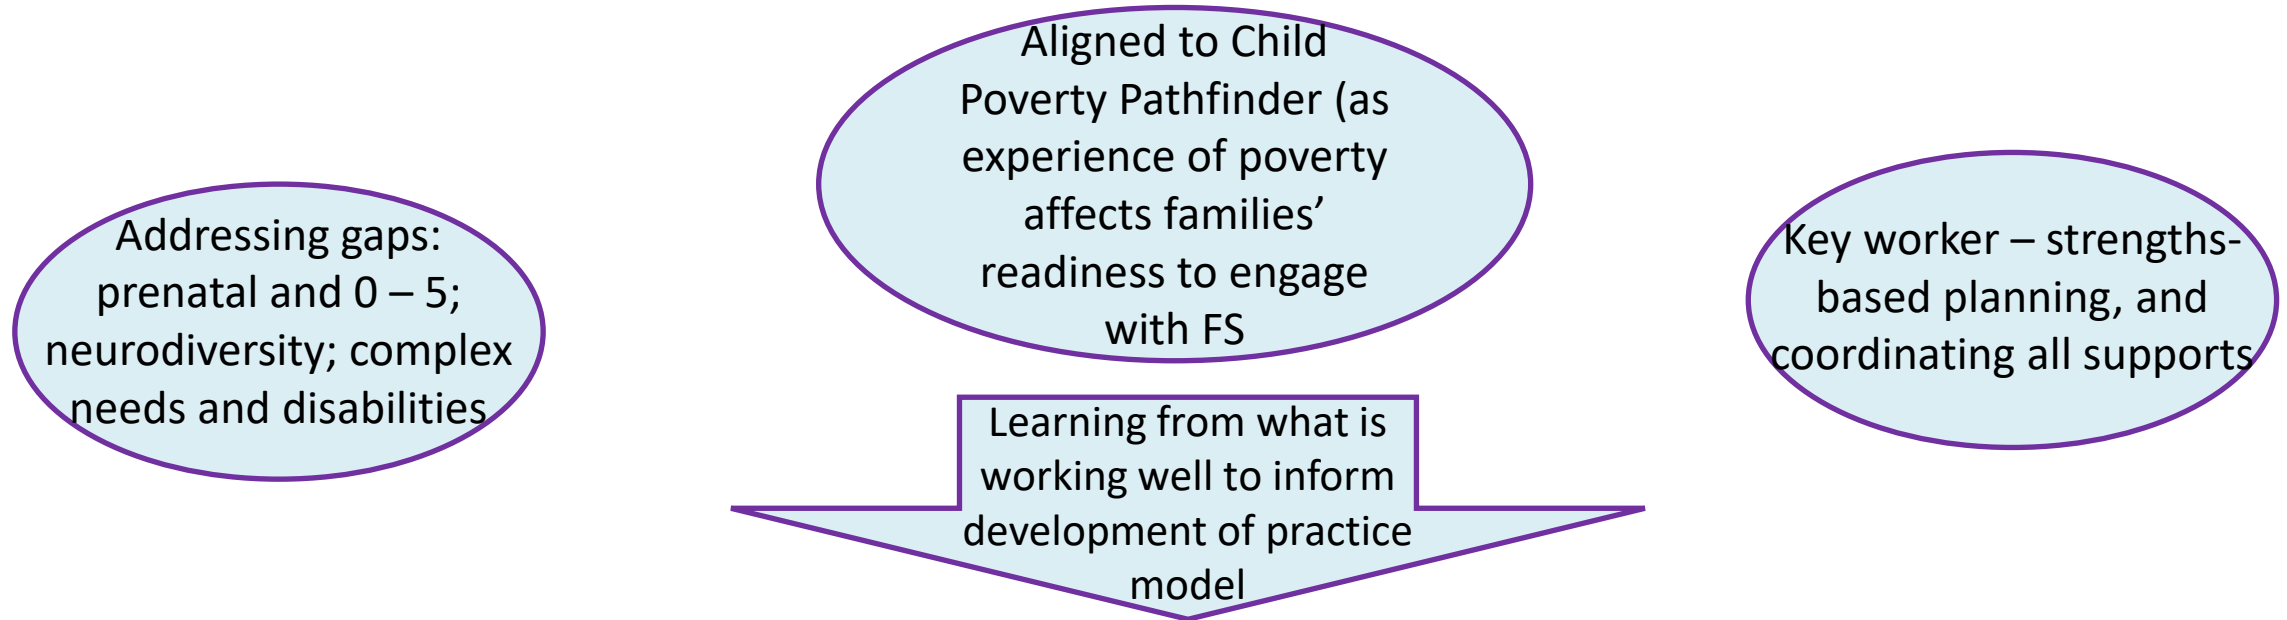 Addressing gaps:
prenatal and 0 – 5;
neurodiversity; complex
needs and disabilities
Aligned to Child
Poverty Pathfinder (as
experience of poverty
affects families’
readiness to engage
with FS
Key worker – strengths-
based planning, and
coordinating all supports
Learning from what is
working well to inform
development of practice
model